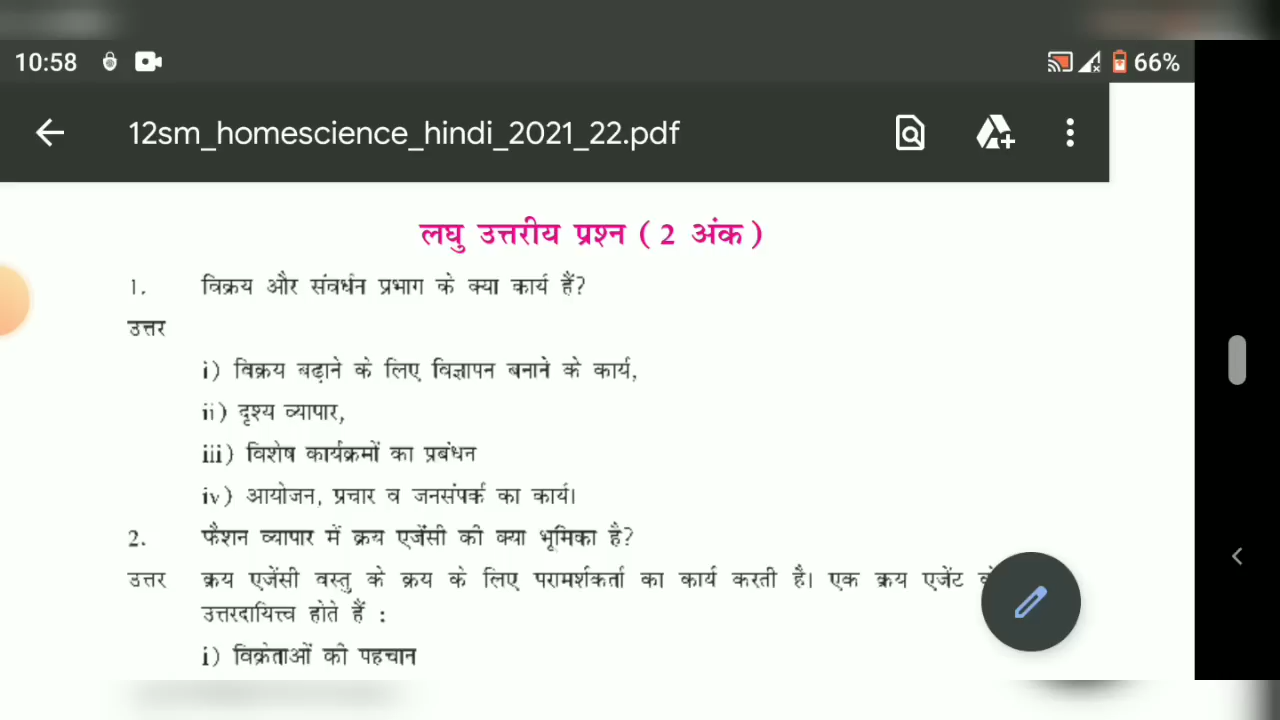 10:58 66%
12sm_homescience_hindi_2021_22.pdf
लघु उत्तरीय प्रश्न ( 2 अंक )
1. विक्रय और संवर्धन प्रभाग के क्या कार्य हैं?
उत्तर
i) विक्रय बढ़ाने के लिए विज्ञापन बनाने के कार्य,
ii) दृश्य व्यापार,
iii) विशेष कार्यक्रमों का प्रबंधन
iv) आयोजन, प्रचार व जनसंपर्क का कार्य।
2. फैशन व्यापार में क्रय एजेंसी की क्या भूमिका है?
उत्तर क्रय एजेंसी वस्तु के क्रय के लिए परामर्शकर्ता का कार्य करती है। एक क्रय एजेंट
उत्तरदायित्त्व होते हैं :
i) विक्रेताओं की पहचान